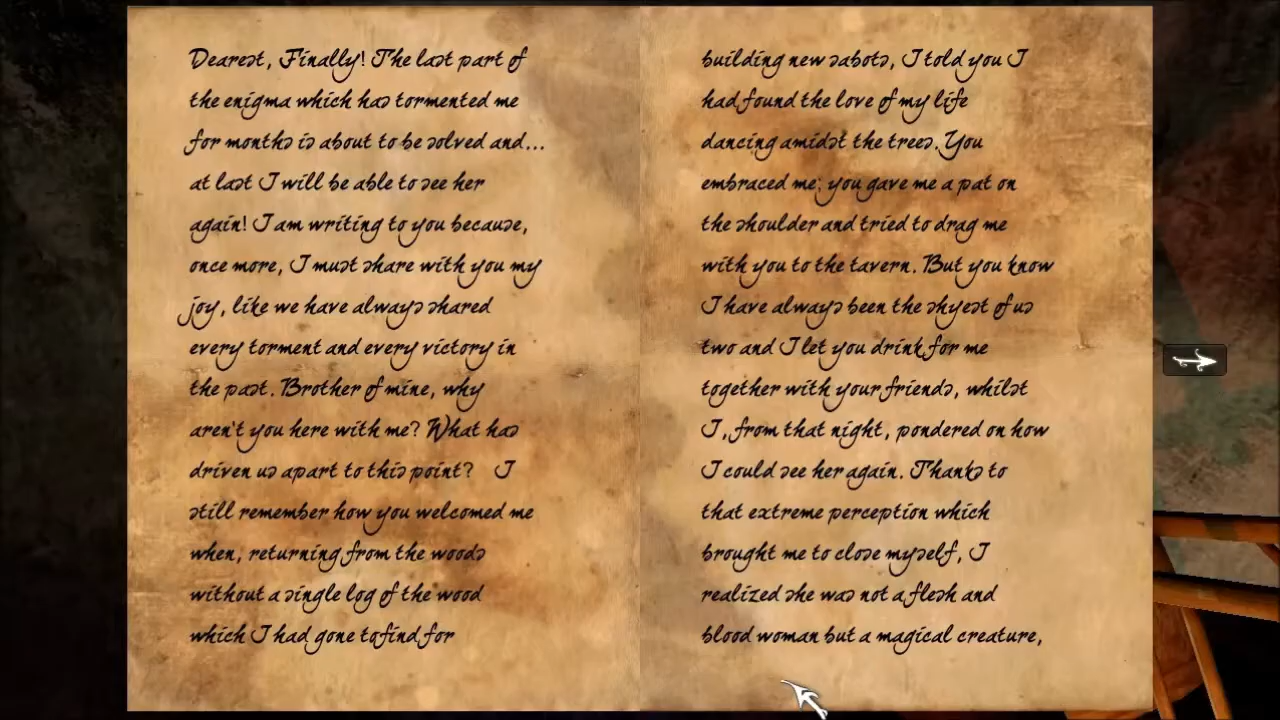 Dearest, Finally! The last part of
the enigma which has tormented me
for months is about to be solved and...
at last I will be able to see her
again! I am writing to you because,
once more, I must share with you my
joy, like we have always shared
every torment and every victory in
the past. Brother of mine, why
aren't you here with me? What has
driven us apart to this point? I
still remember how you welcomed me
when, returning from the woods
without a single log of the wood
which I had gone to find for
building new sabots, I told you I
had found the love of my life
dancing amidst the trees. You
embraced me; you gave me a pat on
the shoulder and tried to drag me
with you to the tavern. But you know
I have always been the shyest of us
two and I let you drink for me
together with your friends, whilst
I, from that night, pondered on how
I could see her again. Thanks to
that extreme perception which
brought me to close myself, I
realized she was not a flesh and
blood woman but a magical creature,